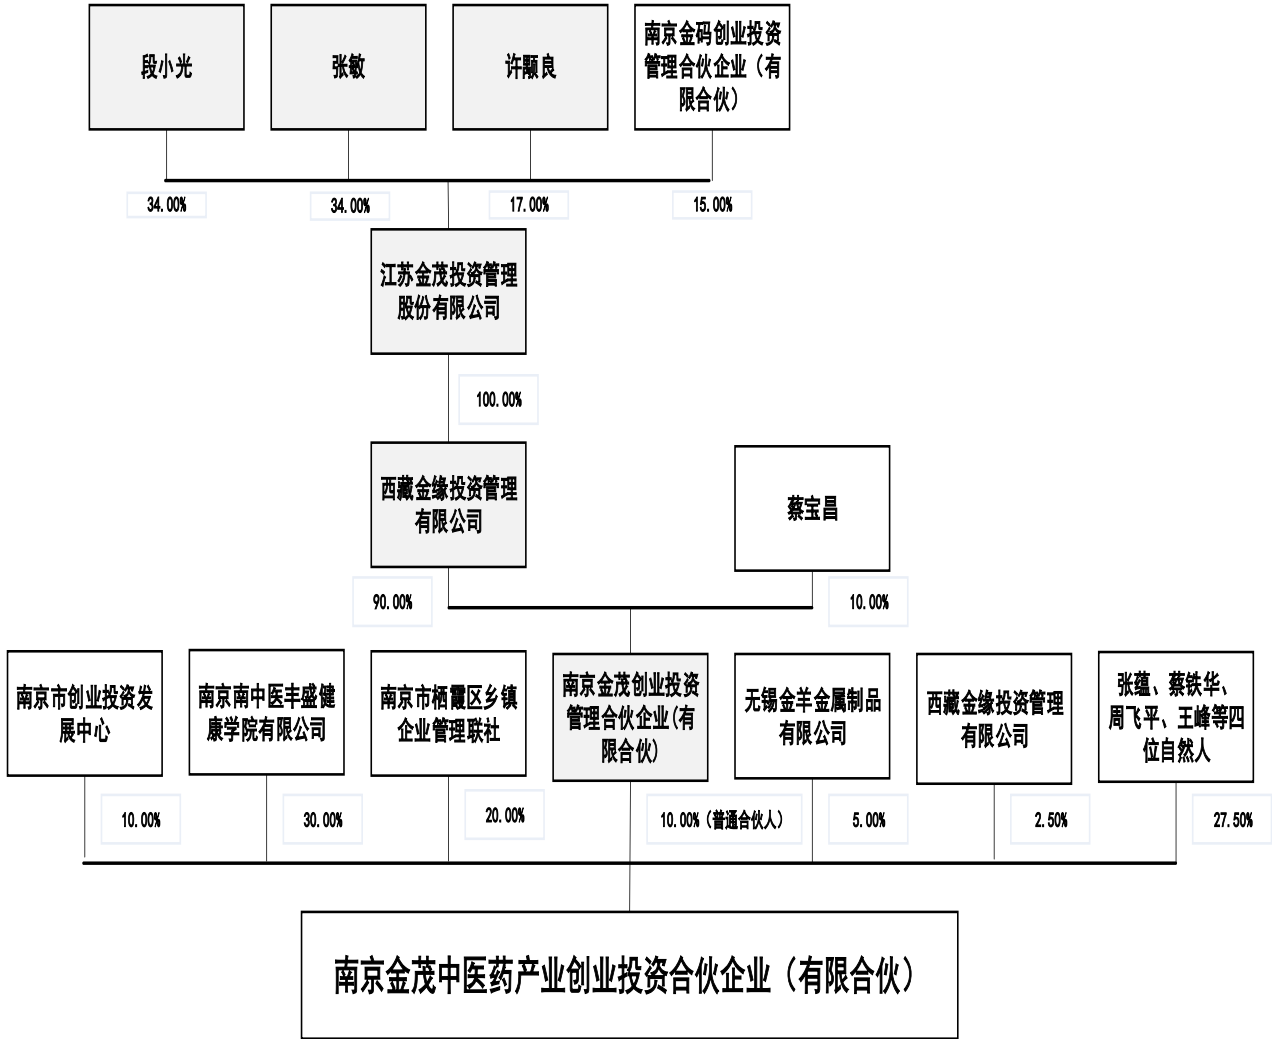 段小光
张敏
许颙良
南京金码创业投资
管理合伙企业（有
限合伙）
34.00%
34.00%
17.00%
15.00%
江苏金茂投资管理
股份有限公司
100.00%
西藏金缘投资管理
有限公司
蔡宝昌
90.00%
10.00%
南京市创业投资发
展中心
南京南中医丰盛健
康学院有限公司
南京市栖霞区乡镇
企业管理联社
南京金茂创业投资
管理合伙企业(有
限合伙)
无锡金羊金属制品
有限公司
西藏金缘投资管理
有限公司
张蕴、蔡铁华、
周飞平、王峰等四
位自然人
10.00%
30.00%
20.00%
10.00%（普通合伙人）
5.00%
2.50%
27.50%
南京金茂中医药产业创业投资合伙企业（有限合伙）